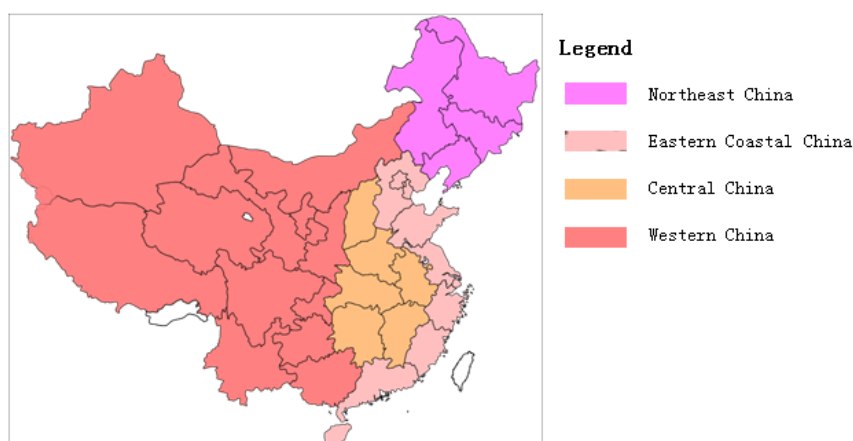 Legend
Northeast China
Eastern Coastal China
Central China
Western China